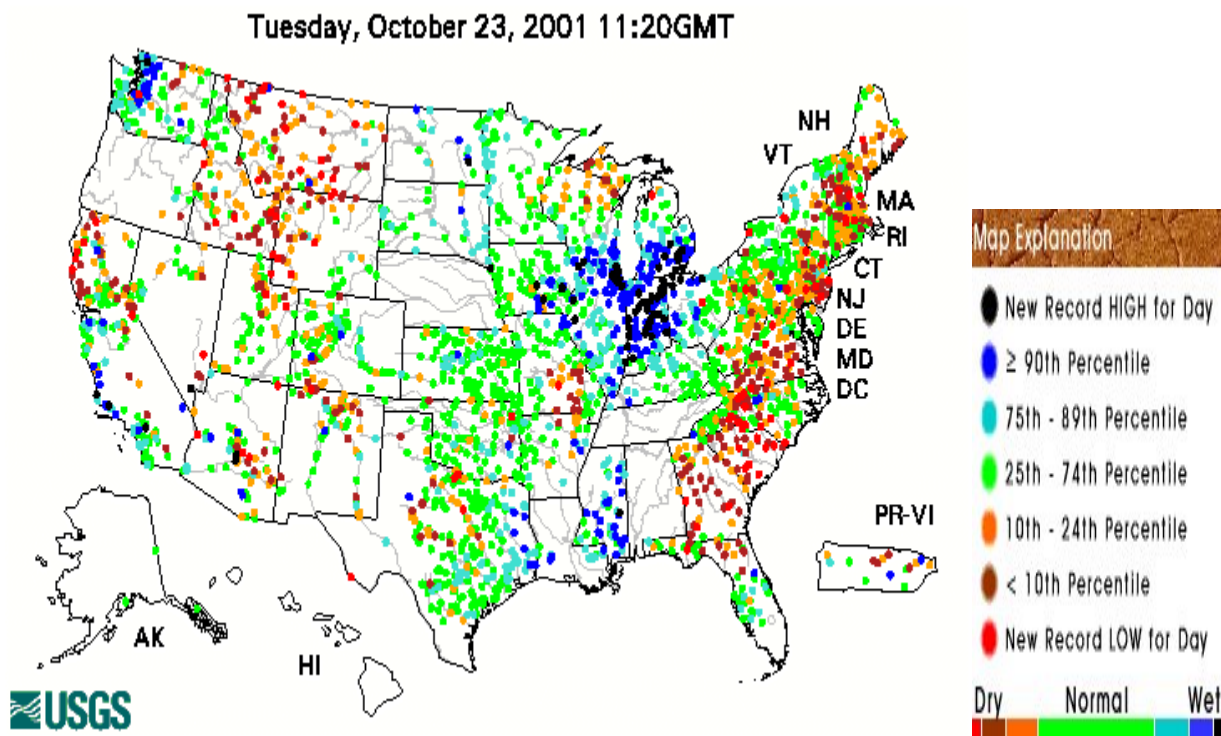 Tuesday, October 23, 2001 11:20GMT
NH
VT
MA
RI
CT
NJ
DE
MD
DC
PR-VI
AK
HI
USGS
Map Explanation
New Record HIGH for Day
≥ 90th Percentile
75th - 89th Percentile
25th - 74th Percentile
10th - 24th Percentile
< 10th Percentile
New Record LOW for Day
Dry Normal Wet